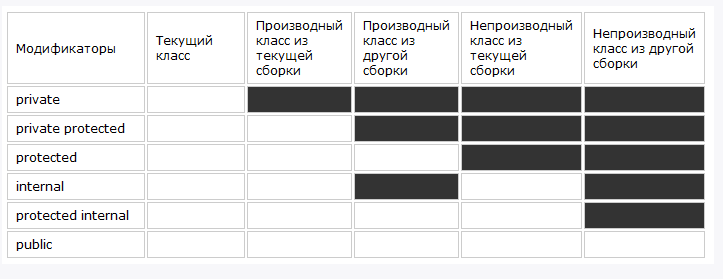 Модификаторы
Текущий
класс
Производный
класс из
текущей
сборки
Производный
класс из
другой
сборки
Непроизводный
класс из
текущей
сборки
Непроизводный
класс из другой
сборки
private
private protected
protected
internal
protected internal
public